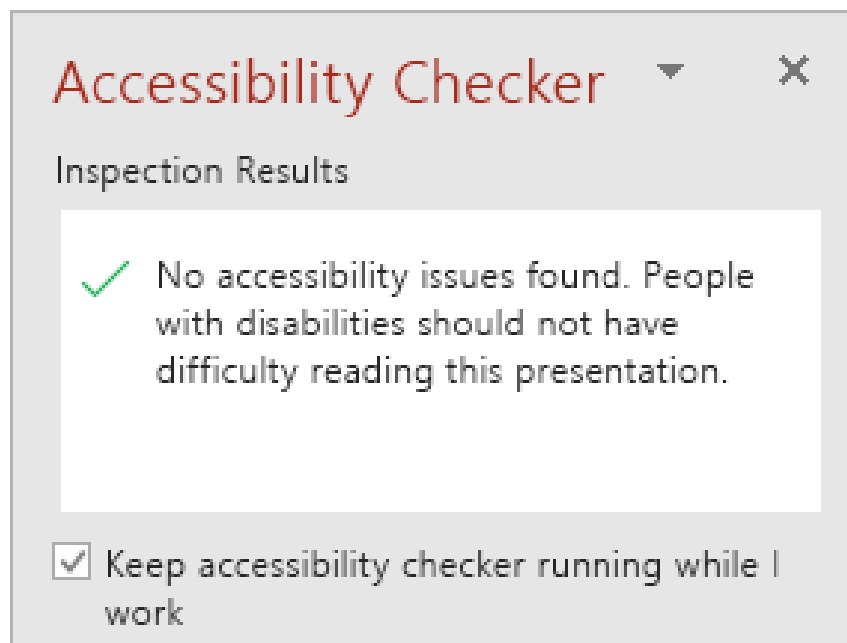 Accessibility Checker
Inspection Results
No accessibility issues found. People
with disabilities should not have
difficulty reading this presentation.
Keep accessibility checker running while I
work